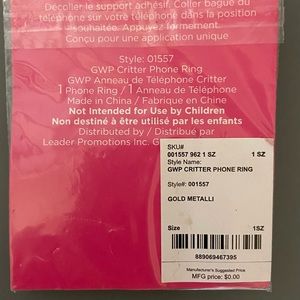 Décoller le support adhésif. Coller bague du
téléphone sur votre téléphone dans la position
souhaitée. Appuyez fermement.
Conçu pour une application unique
Style: 01557
GWP Critter Phone Ring
GWP Anneau de Téléphone Critter
1 Phone Ring / 1 Anneau de Téléphone
Made in China / Fabrique en Chine
Not Intended for Use by Children
Non destiné à être utilisé par les enfants
Distributed by / Distribué par
Leader Promotions Inc. G
SKU#
001557 962 1 SZ 1 SZ
Style Name:
GWP CRITTER PHONE RING
Style#: 001557
GOLD METALLI
Size 1SZ
889069467395
Manufacturer's Suggested Price
MFG price: $0.00